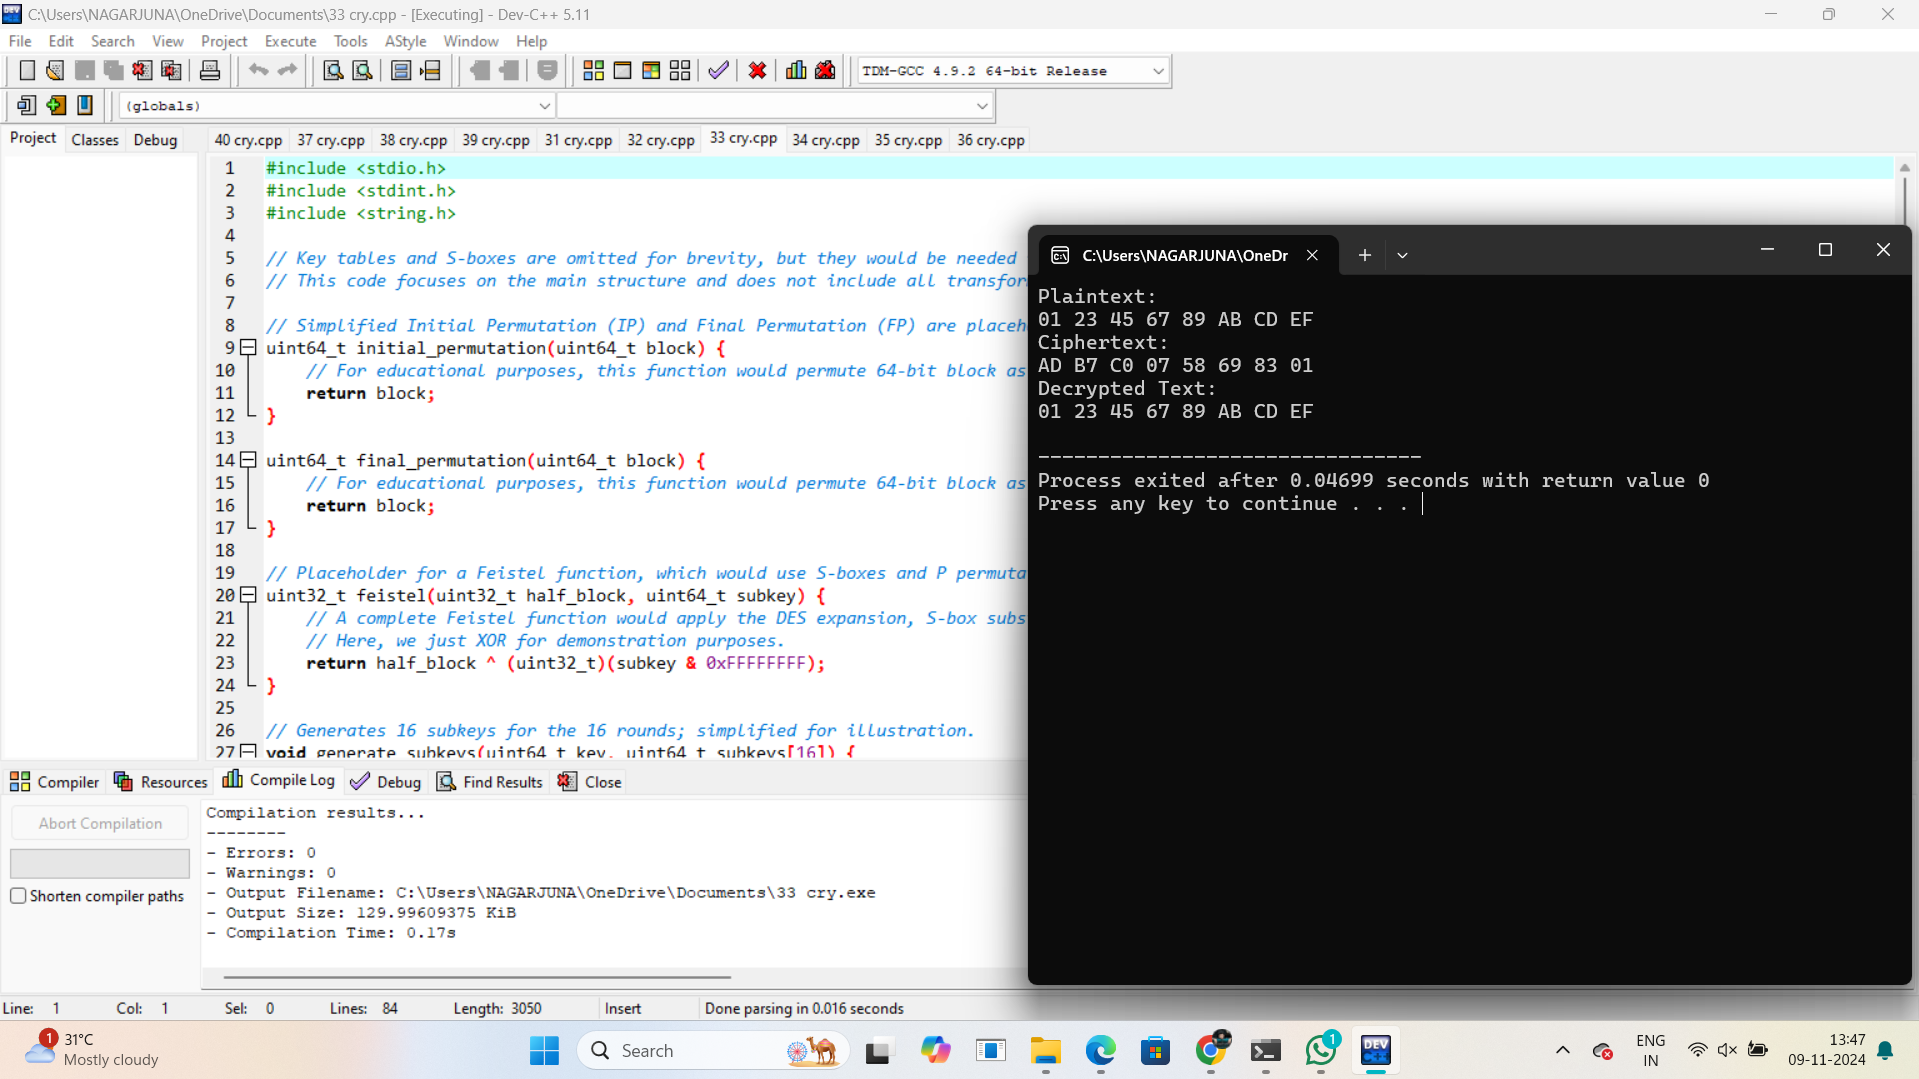 C:\Users\NAGARJUNA\OneDrive\Documents\33 cry.cpp - [Executing] - Dev-C++ 5.11
File Edit Search View Project Execute Tools AStyle Window Help
TDM-GCC 4.9.2 64-bit Release
(globals)
Project Classes Debug
40 cry.cpp 37 cry.cpp 38 cry.cpp 39 cry.cpp 31 cry.cpp 32 cry.cpp 33 cry.cpp 34 cry.cpp 35 cry.cpp 36 cry.cpp
1 #include <stdio.h>
2 #include <stdint.h>
3 #include <string.h>
4
5 // Key tables and S-boxes are omitted for brevity, but they would be needed
6 // This code focuses on the main structure and does not include all transfor
7
8 // Simplified Initial Permutation (IP) and Final Permutation (FP) are placeh
9 uint64_t initial_permutation(uint64_t block) {
10 // For educational purposes, this function would permute 64-bit block as
11 return block;
12 }
13
14 uint64_t final_permutation(uint64_t block) {
15 // For educational purposes, this function would permute 64-bit block as
16 return block;
17 }
18
19 // Placeholder for a Feistel function, which would use S-boxes and P permuta
20 uint32_t feistel(uint32_t half_block, uint64_t subkey) {
21 // A complete Feistel function would apply the DES expansion, S-box subs
22 // Here, we just XOR for demonstration purposes.
23 return half_block ^ (uint32_t)(subkey & 0xFFFFFFFF);
24 }
25
26 // Generates 16 subkeys for the 16 rounds; simplified for illustration.
27 void generate_subkeys(uint64_t key, uint64_t subkeys[16]) {
C:\Users\NAGARJUNA\OneDr
Plaintext:
01 23 45 67 89 AB CD EF
Ciphertext:
AD B7 C0 07 58 69 83 01
Decrypted Text:
01 23 45 67 89 AB CD EF
--------------------------------
Process exited after 0.04699 seconds with return value 0
Press any key to continue . . .
Compiler Resources Compile Log Debug Find Results Close
Abort Compilation
Shorten compiler paths
Compilation results...
--------
- Errors: 0
- Warnings: 0
- Output Filename: C:\Users\NAGARJUNA\OneDrive\Documents\33 cry.exe
- Output Size: 129.99609375 KiB
- Compilation Time: 0.17s
Line: 1 Col: 1 Sel: 0 Lines: 84 Length: 3050 Insert Done parsing in 0.016 seconds
1
31°C
Mostly cloudy
Search
1
DEV C++
ENG
IN
13:47
09-11-2024